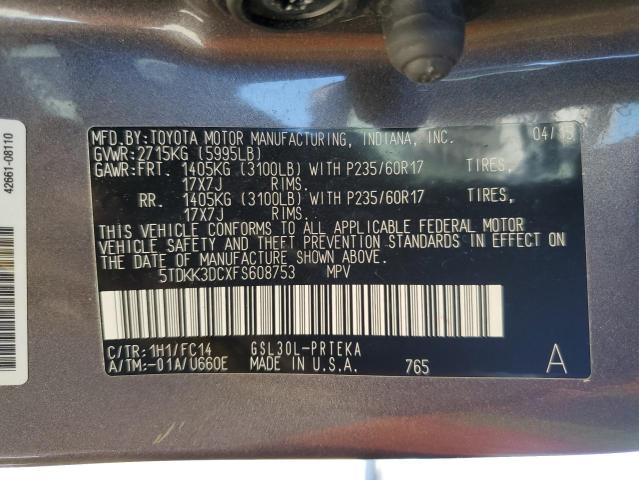 MFD.BY:TOYOTA MOTOR MANUFACTURING, INDIANA, INC. 04/15
GVWR:2715KG (5995LB)
GAWR:FRT. 1405KG (3100LB) WITH P235/60R17 TIRES,
17X7J RIMS.
RR. 1405KG (3100LB) WITH P235/60R17 TIRES,
17X7J RIMS.
THIS VEHICLE CONFORMS TO ALL APPLICABLE FEDERAL MOTOR
VEHICLE SAFETY AND THEFT PREVENTION STANDARDS IN EFFECT ON
THE DATE OF MANUFACTURE SHOWN ABOVE.
5TDKK3DCXFS608753 MPV
C/TR:1H1/FC14 GSL30L-PRTEKA
A/TM:-01A/U660E MADE IN U.S.A. 765 A
42661-08110